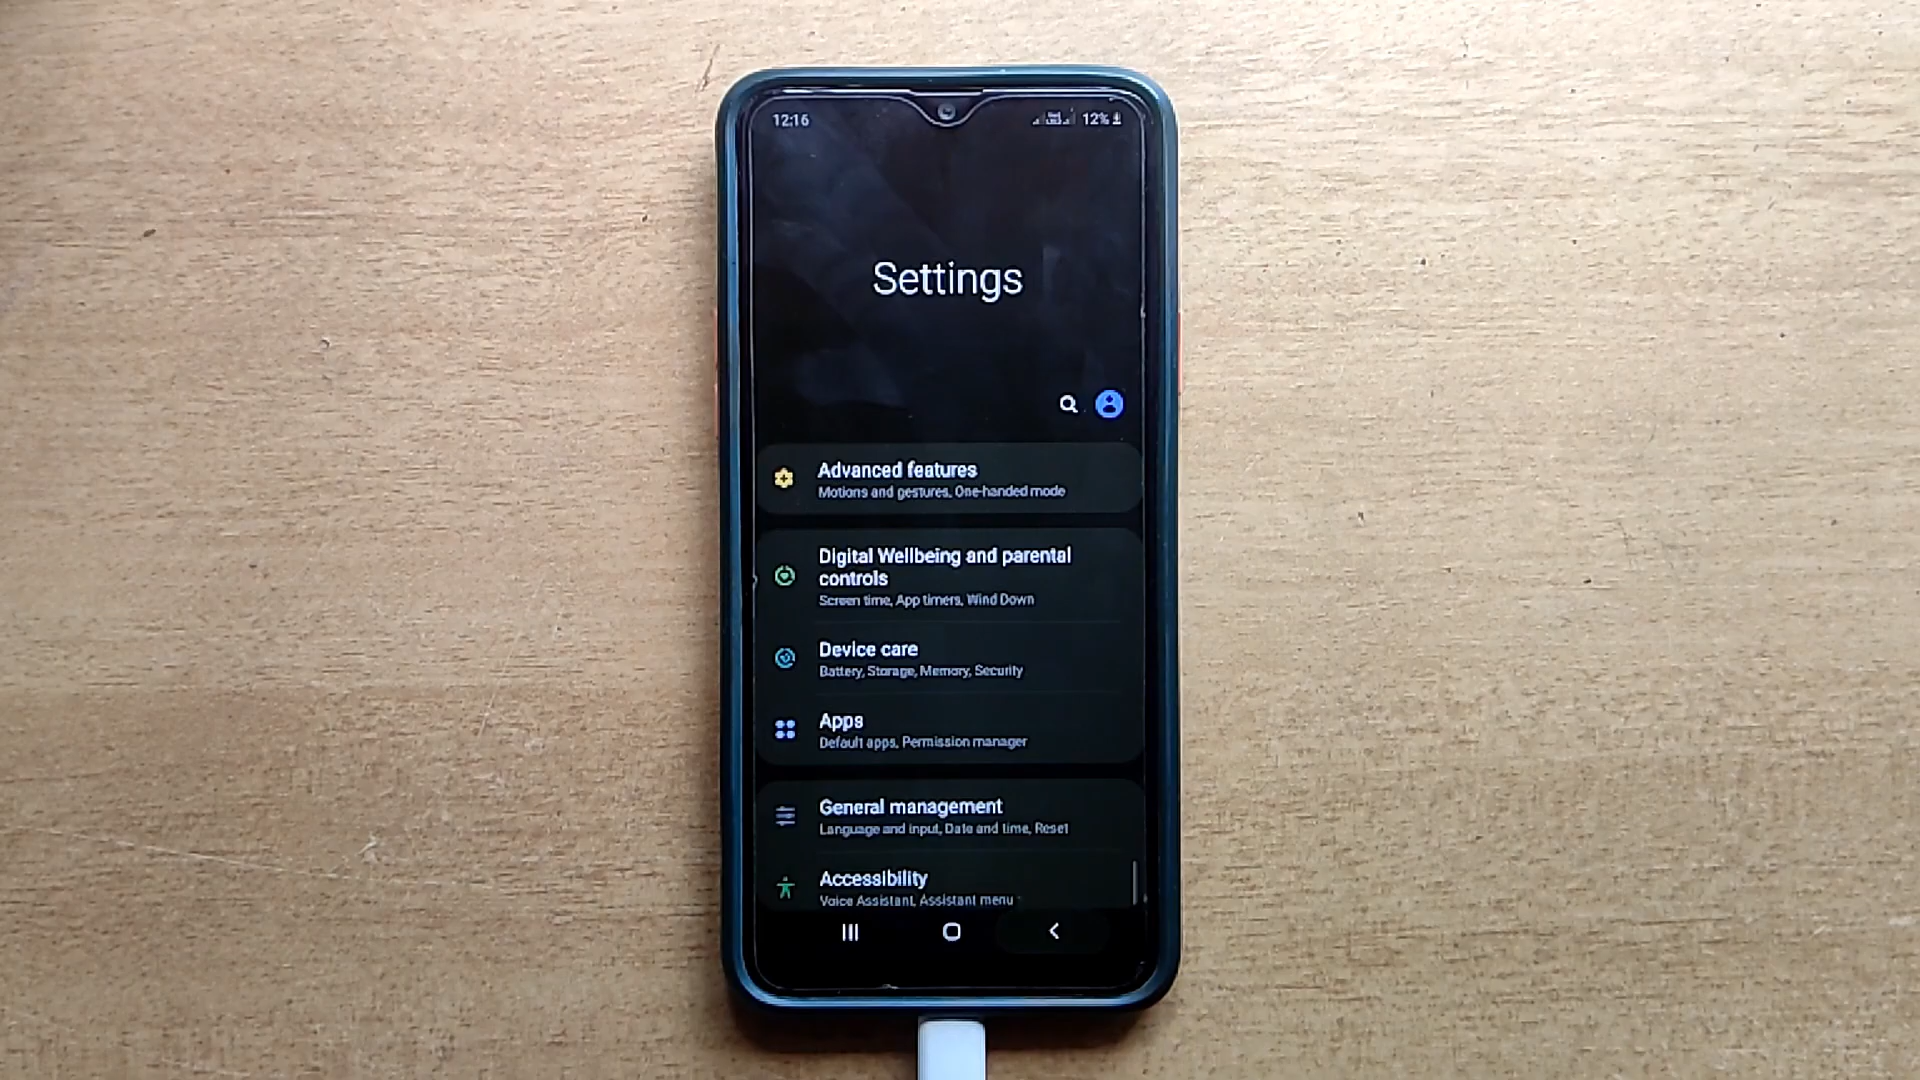 12:16
12%
Settings
Advanced features
Motions and gestures, One-handed mode
Digital Wellbeing and parental
controls
Screen time, App timers, Wind Down
Device care
Battery, Storage, Memory, Security
Apps
Default apps, Permission manager
General management
Language and input, Date and time, Reset
Accessibility
Voice Assistant, Assistant menu